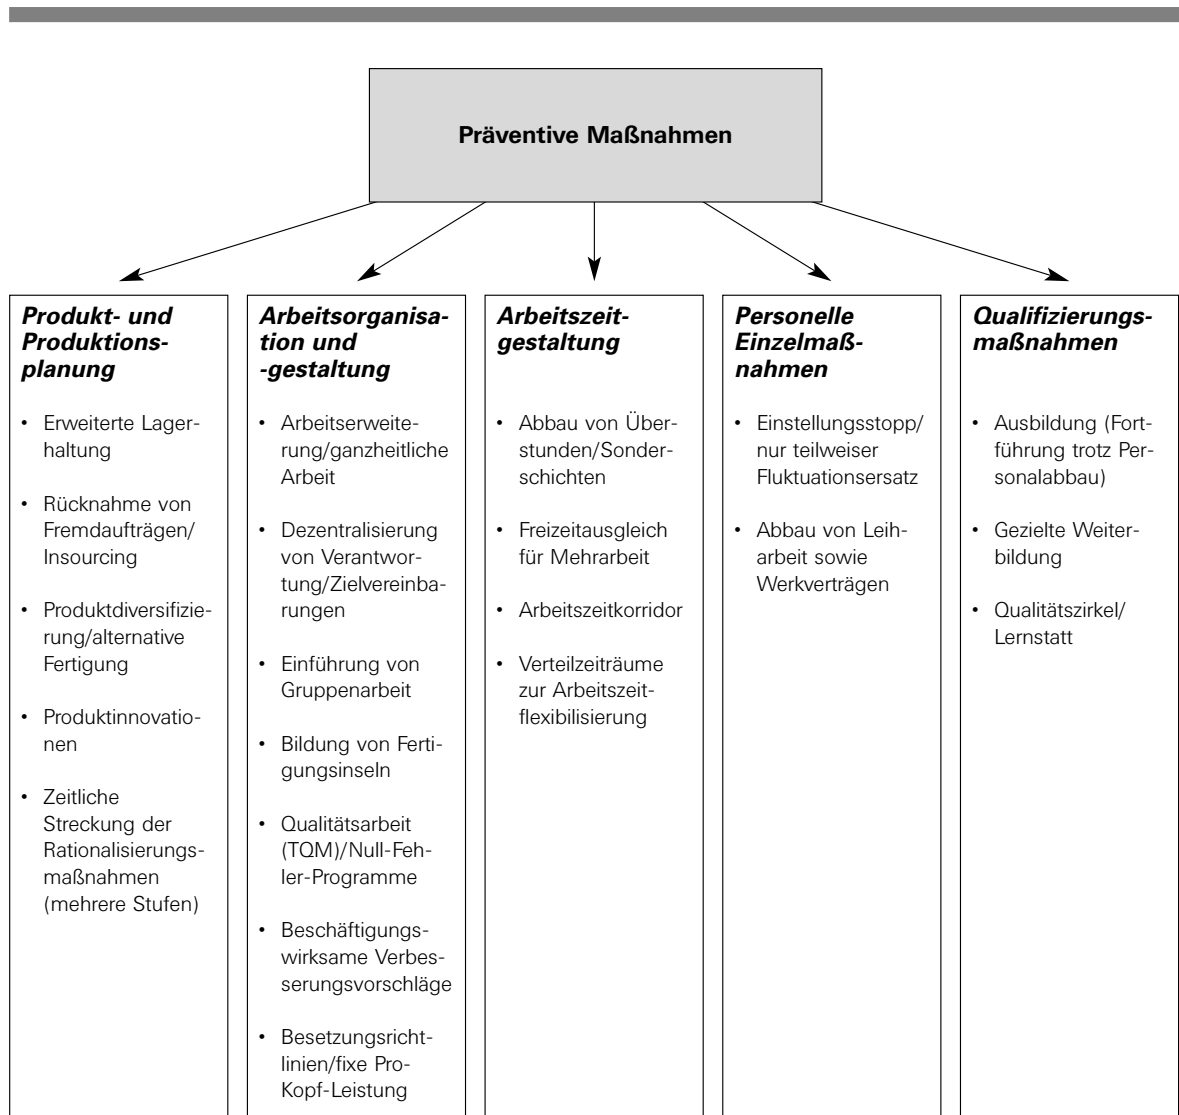 Präventive Maßnahmen
Produkt- und
Produktions-
planung
• Erweiterte Lager-
haltung
• Rücknahme von
Fremdaufträgen/
Insourcing
• Produktdiversifizie-
rung/alternative
Fertigung
• Produktinnovatio-
nen
• Zeitliche
Streckung der
Rationalisierungs-
maßnahmen
(mehrere Stufen)
Arbeitsorganisa-
tion und
-gestaltung
• Arbeitserweite-
rung/ganzheitliche
Arbeit
• Dezentralisierung
von Verantwor-
tung/Zielvereinba-
rungen
• Einführung von
Gruppenarbeit
• Bildung von Ferti-
gungsinseln
• Qualitätsarbeit
(TQM)/Null-Feh-
ler-Programme
• Beschäftigungs-
wirksame Verbes-
serungsvorschläge
• Besetzungsricht-
linien/fixe Pro-
Kopf-Leistung
Arbeitszeit-
gestaltung
• Abbau von Über-
stunden/Sonder-
schichten
• Freizeitausgleich
für Mehrarbeit
• Arbeitszeitkorridor
• Verteilzeiträume
zur Arbeitszeit-
flexibilisierung
Personelle
Einzelmaß-
nahmen
• Einstellungsstopp/
nur teilweiser
Fluktuationsersatz
• Abbau von Leih-
arbeit sowie
Werkverträgen
Qualifizierungs-
maßnahmen
• Ausbildung (Fort-
führung trotz Per-
sonalabbau)
• Gezielte Weiter-
bildung
• Qualitätszirkel/
Lernstatt